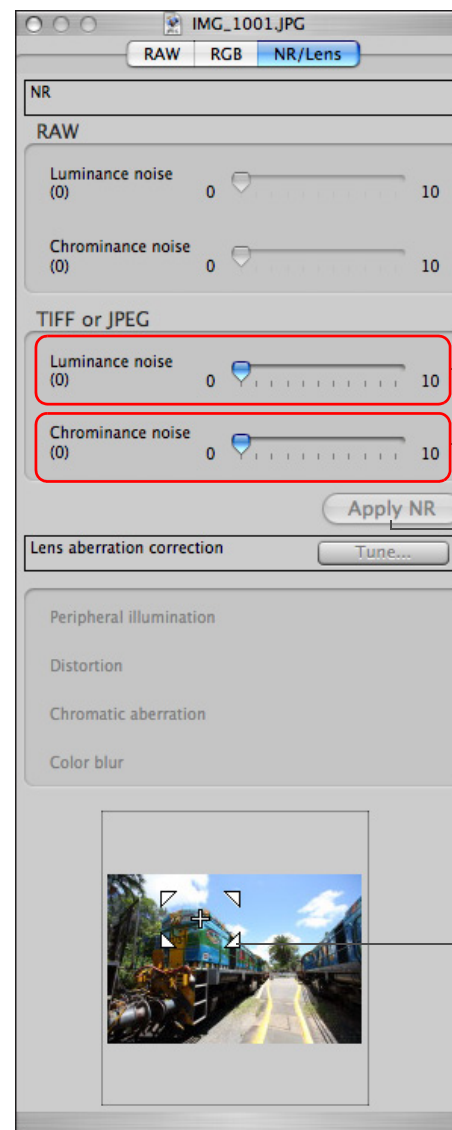 IMG_1001.JPG
RAW RGB NR/Lens
NR
RAW
Luminance noise
(0) 0 10
Chrominance noise
(0) 0 10
TIFF or JPEG
Luminance noise
(0) 0 10
Chrominance noise
(0) 0 10
Apply NR
Lens aberration correction Tune...
Peripheral illumination
Distortion
Chromatic aberration
Color blur